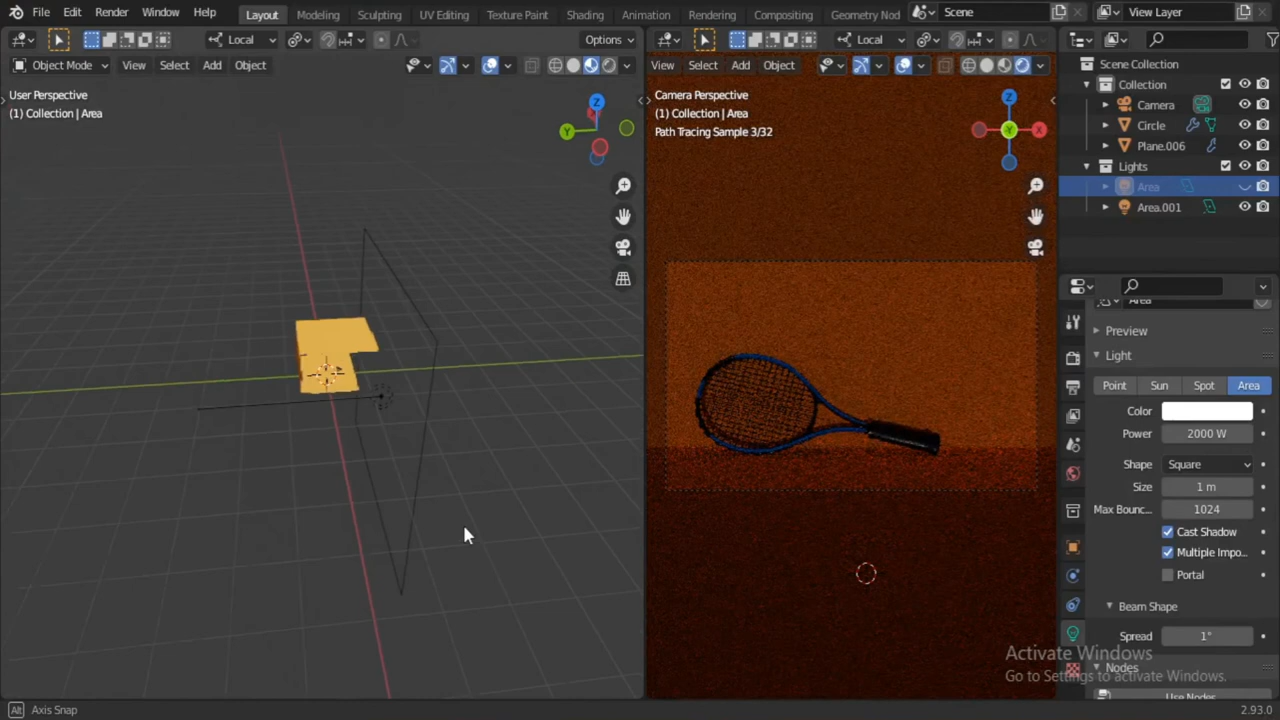 File Edit Render Window Help Layout Modeling Sculpting UV Editing Texture Paint Shading Animation Rendering Compositing Geometry Nod Scene View Layer
Local Options Local
Object Mode View Select Add Object View Select Add Object
User Perspective
(1) Collection | Area
Z
Y
Camera Perspective
(1) Collection | Area
Path Tracing Sample 3/32
Z
X
Scene Collection
Collection
Camera
Circle
Plane.006
Lights
Area
Area.001
Area
Preview
Light
Point Sun Spot Area
Color
Power 2000 W
Shape Square
Size 1 m
Max Bounc... 1024
Cast Shadow
Multiple Impo...
Portal
Beam Shape
Spread 1°
Nodes
Use Nodes
Activate Windows
Go to Settings to activate Windows.
Alt Axis Snap
2.93.0